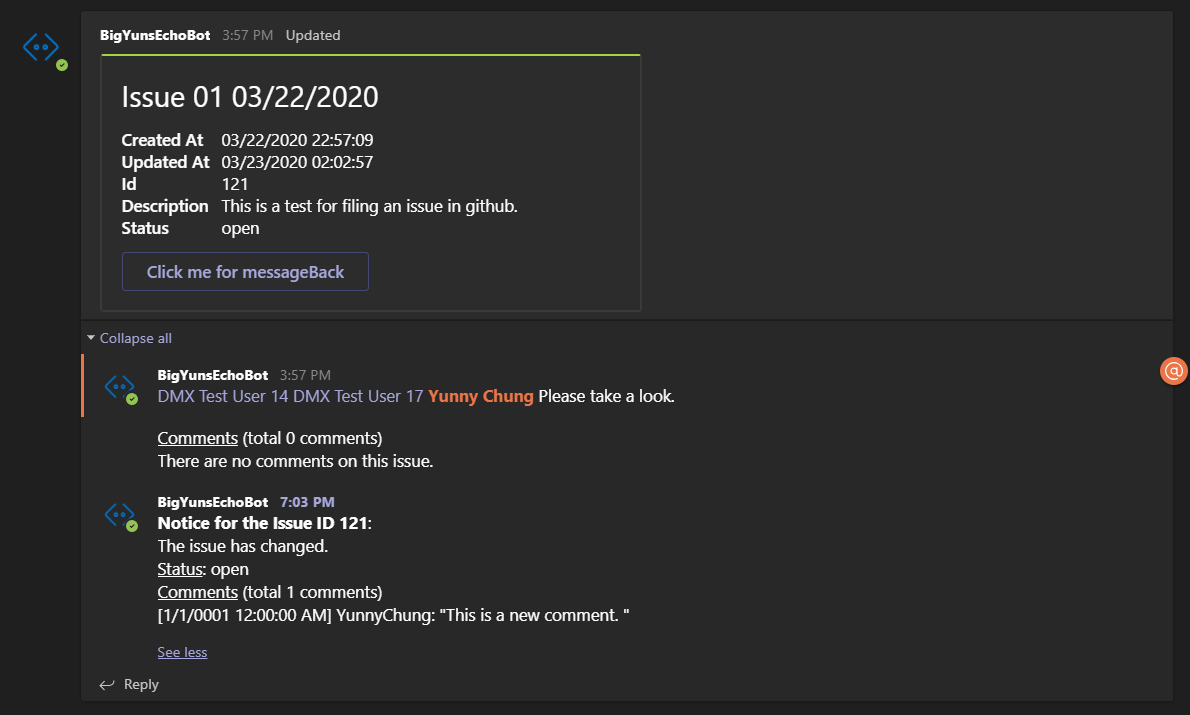 BigYunsEchoBot 3:57 PM Updated
Issue 01 03/22/2020
Created At 03/22/2020 22:57:09
Updated At 03/23/2020 02:02:57
Id 121
Description This is a test for filing an issue in github.
Status open
Click me for messageBack
Collapse all
BigYunsEchoBot 3:57 PM
DMX Test User 14 DMX Test User 17 Yunny Chung Please take a look.
Comments (total 0 comments)
There are no comments on this issue.
BigYunsEchoBot 7:03 PM
Notice for the Issue ID 121:
The issue has changed.
Status: open
Comments (total 1 comments)
[1/1/0001 12:00:00 AM] YunnyChung: "This is a new comment. "
See less
Reply
@